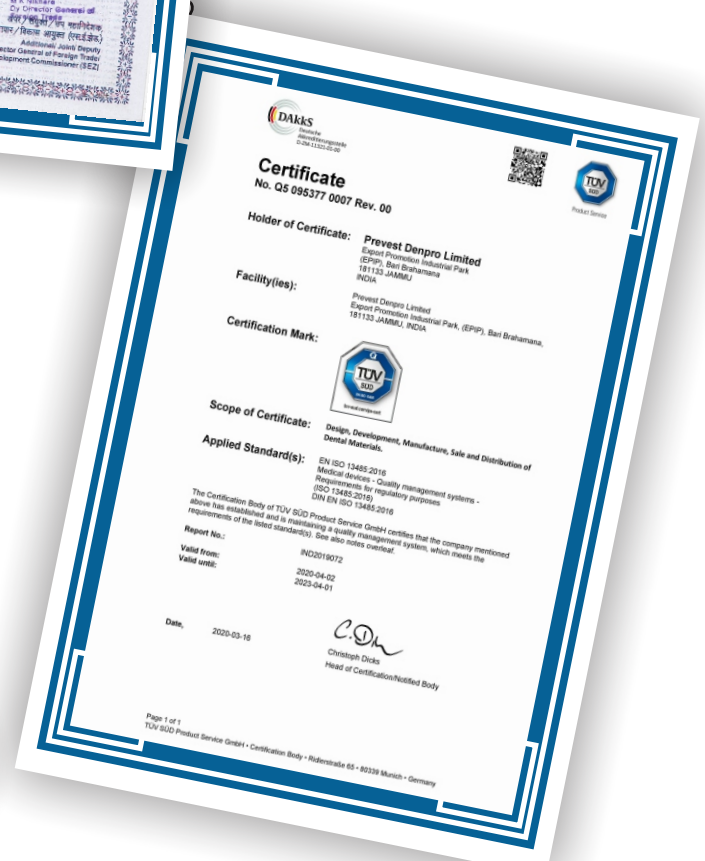 Dy Director General of
Foreign Trade
Additional/ Joint/ Deputy
Director General of Foreign Trade/
Development Commissioner (SEZ)
DAkkS
Deutsche
Akkreditierungsstelle
D-ZM-11321-01-00
Certificate
No. Q5 095377 0007 Rev. 00
TÜV
SÜD
Product Service
Holder of Certificate:
Prevest Denpro Limited
Export Promotion Industrial Park
(EPIP), Bari Brahamana
181133 JAMMU
INDIA
Facility(ies):
Prevest Denpro Limited
Export Promotion Industrial Park, (EPIP), Bari Brahamana,
181133 JAMMU, INDIA
Certification Mark:
TÜV
SÜD
Scope of Certificate:
Design, Development, Manufacture, Sale and Distribution of
Dental Materials.
Applied Standard(s):
EN ISO 13485:2016
Medical devices - Quality management systems -
Requirements for regulatory purposes
(ISO 13485:2016)
DIN EN ISO 13485:2016
The Certification Body of TÜV SÜD Product Service GmbH certifies that the company mentioned
above has established and is maintaining a quality management system, which meets the
requirements of the listed standard(s). See also notes overleaf.
Report No.: IND2019072
Valid from: 2020-04-02
Valid until: 2023-04-01
Date, 2020-03-16
Christoph Dicks
Head of Certification/Notified Body
Page 1 of 1
TÜV SÜD Product Service GmbH • Certification Body • Ridlerstraße 65 • 80339 Munich • Germany